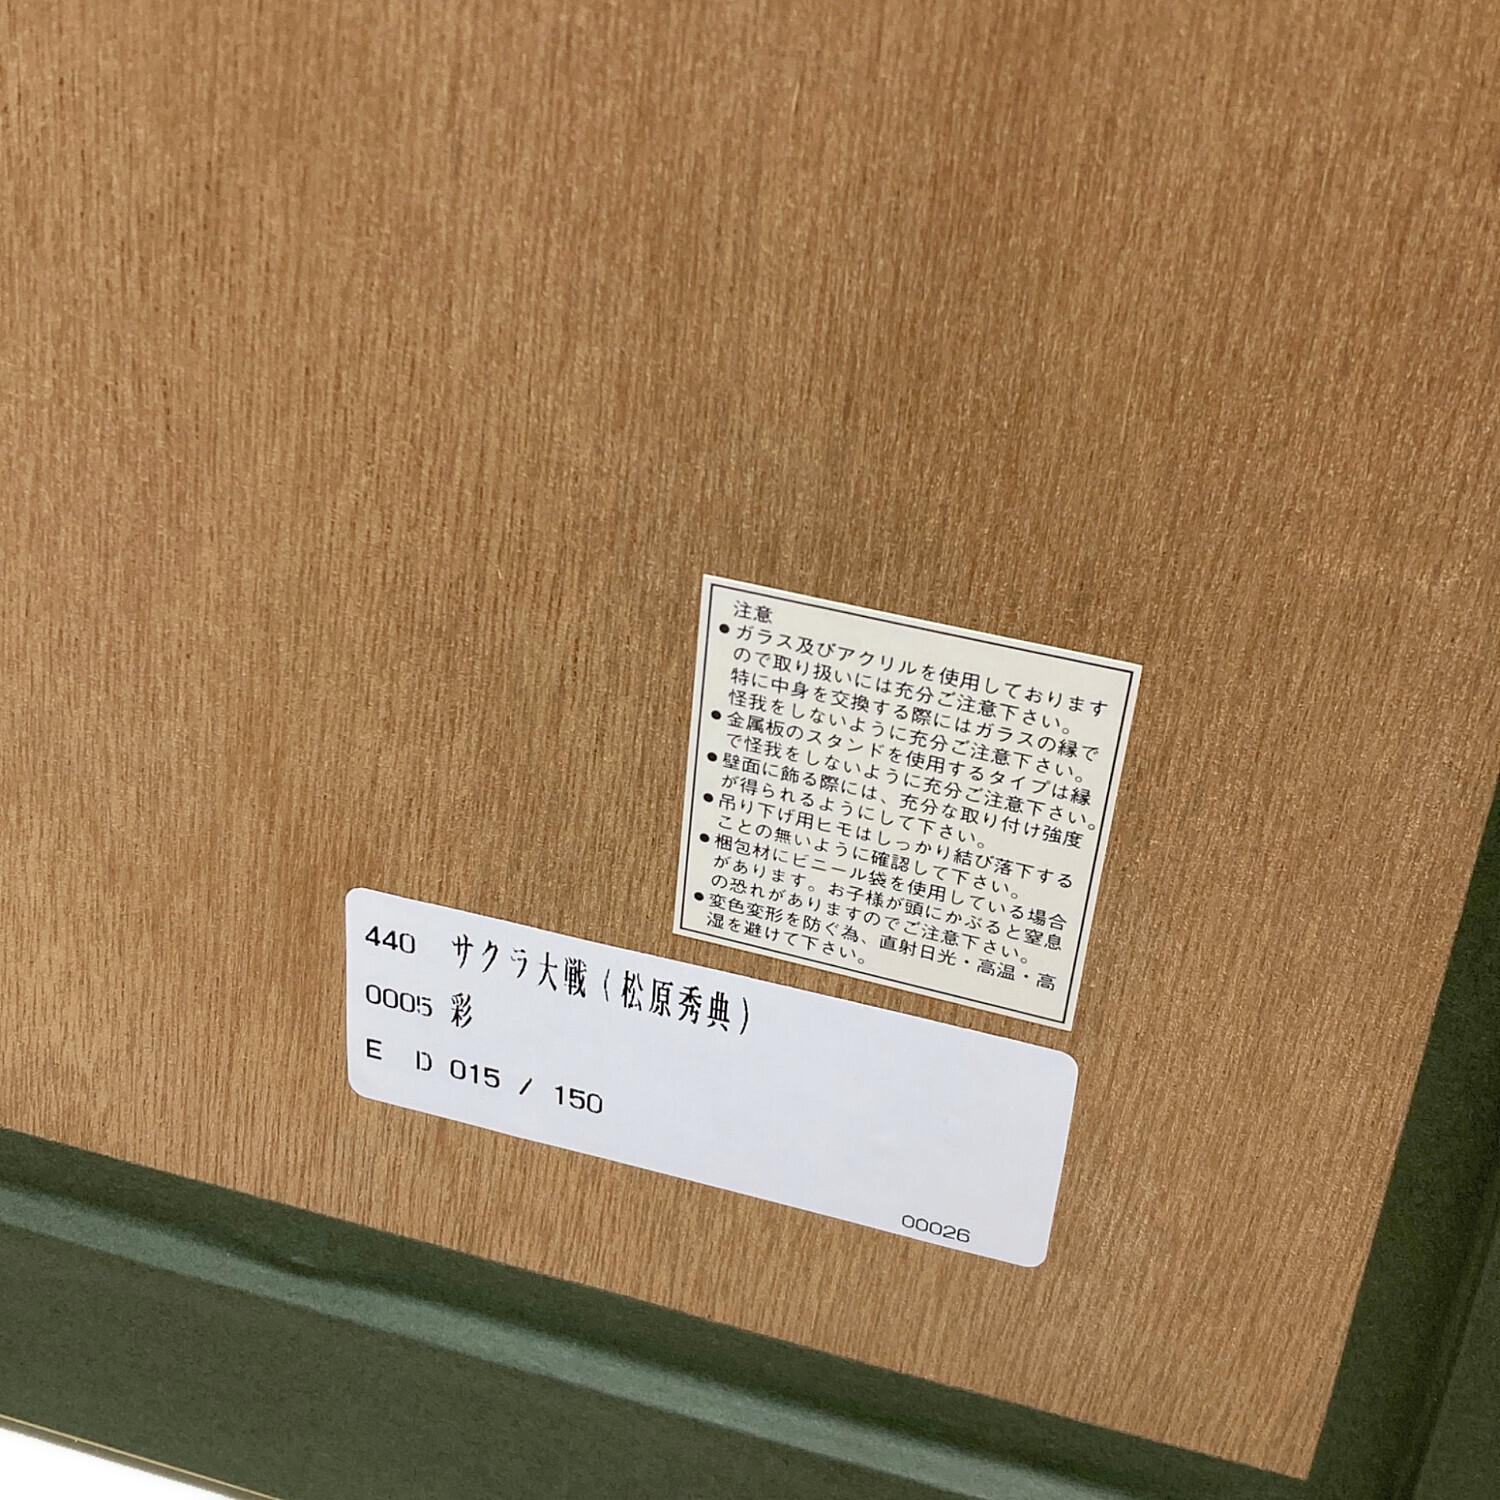 注意
●ガラス及びアクリルを使用しております
ので取り扱いには充分ご注意下さい。
特に中身を交換する際にはガラスの縁で
怪我をしないように充分ご注意下さい。
●金属板のスタンドを使用するタイプは縁
で怪我をしないように充分ご注意下さい。
●壁面に飾る際には、充分な取り付け強度
が得られるようにして下さい。
●吊り下げ用ヒモはしっかり結び落下する
ことの無いように確認して下さい。
●梱包材にビニール袋を使用している場合
があります。お子様が頭にかぶると窒息
の恐れがありますのでご注意下さい。
●変色変形を防ぐ為、直射日光・高温・高
湿を避けて下さい。
440 サクラ大戦(松原秀典)
0005 彩
E D 015 / 150
00026